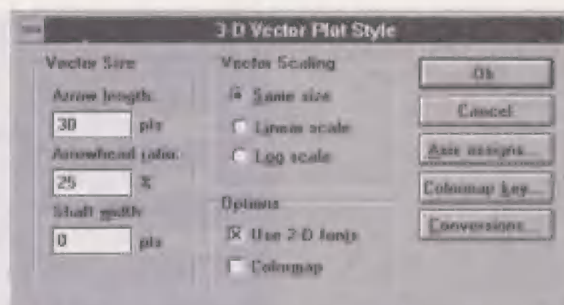 3-D Vector Plot Style
Vector Size
Arrow length:
30 pts
Arrowhead ratio:
25 %
Shaft width
0 pts
Vector Scaling
Same size
Linear scale
Log scale
Options
Use 2-D fonts
Colormap
Ok
Cancel
Axis assigns...
Colormap key...
Conversions...